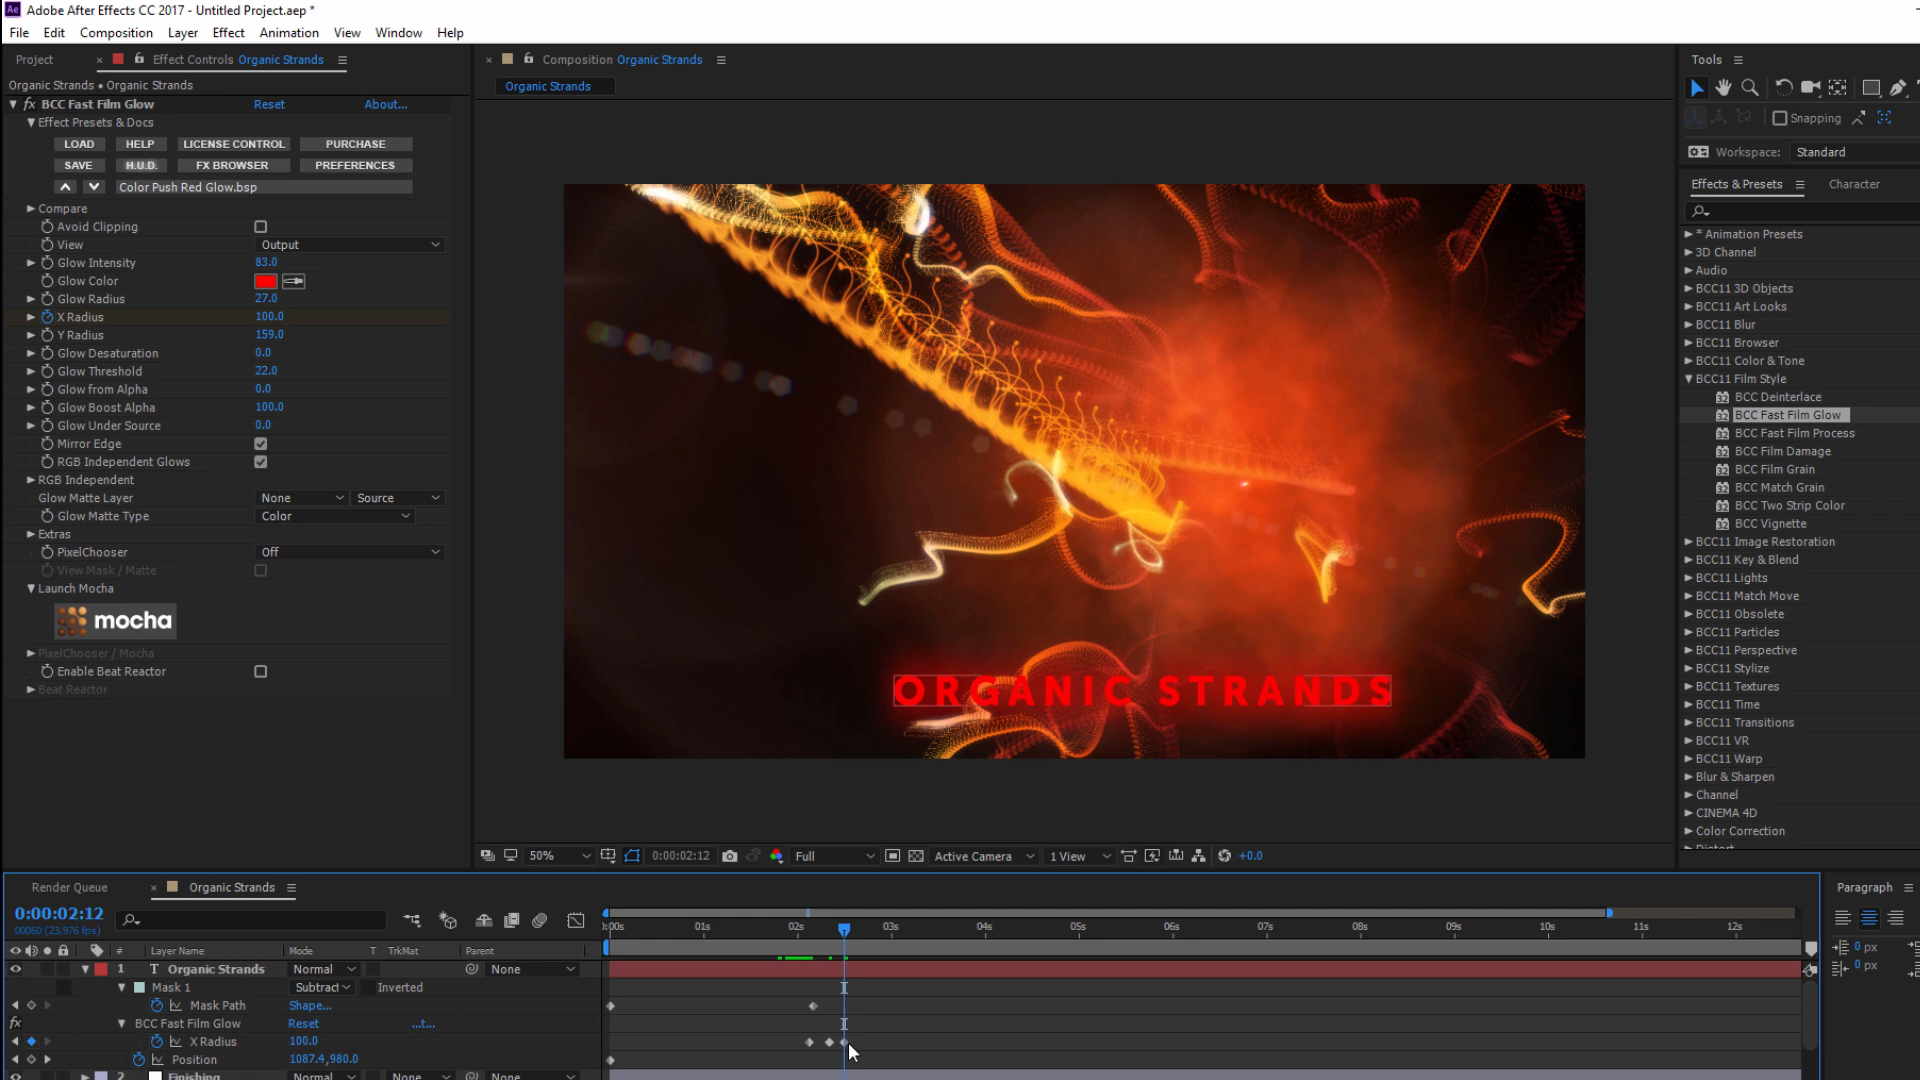 Ae Adobe After Effects CC 2017 - Untitled Project.aep *
File Edit Composition Layer Effect Animation View Window Help
Project × Effect Controls Organic Strands
Organic Strands • Organic Strands
fx BCC Fast Film Glow Reset About...
Effect Presets & Docs
LOAD HELP LICENSE CONTROL PURCHASE
SAVE H.U.D. FX BROWSER PREFERENCES
Color Push Red Glow.bsp
Compare
Avoid Clipping
View Output
Glow Intensity 83.0
Glow Color
Glow Radius 27.0
X Radius 100.0
Y Radius 159.0
Glow Desaturation 0.0
Glow Threshold 22.0
Glow from Alpha 0.0
Glow Boost Alpha 100.0
Glow Under Source 0.0
Mirror Edge
RGB Independent Glows
RGB Independent
Glow Matte Layer None Source
Glow Matte Type Color
Extras
PixelChooser Off
View Mask / Matte
Launch Mocha
mocha
PixelChooser / Mocha
Enable Beat Reactor
Beat Reactor
× Composition Organic Strands
Organic Strands
ORGANIC STRANDS
50% 0:00:02:12 Full Active Camera 1 View +0.0
Tools
Snapping
Workspace: Standard
Effects & Presets Character
* Animation Presets
3D Channel
Audio
BCC11 3D Objects
BCC11 Art Looks
BCC11 Blur
BCC11 Browser
BCC11 Color & Tone
BCC11 Film Style
BCC Deinterlace
BCC Fast Film Glow
BCC Fast Film Process
BCC Film Damage
BCC Film Grain
BCC Match Grain
BCC Two Strip Color
BCC Vignette
BCC11 Image Restoration
BCC11 Key & Blend
BCC11 Lights
BCC11 Match Move
BCC11 Obsolete
BCC11 Particles
BCC11 Perspective
BCC11 Stylize
BCC11 Textures
BCC11 Time
BCC11 Transitions
BCC11 VR
BCC11 Warp
Blur & Sharpen
Channel
CINEMA 4D
Color Correction
Distort
Render Queue × Organic Strands
0:00:02:12
00060 (23.976 fps)
:00s 01s 02s 03s 04s 05s 06s 07s 08s 09s 10s 11s 12s
# Layer Name Mode T TrkMat Parent
1 T Organic Strands Normal None
Mask 1 Subtract Inverted
Mask Path Shape...
fx BCC Fast Film Glow Reset ...t...
X Radius 100.0
Position 1087.4,980.0
2 Finishing Normal None None
Paragraph
0 px
0 px